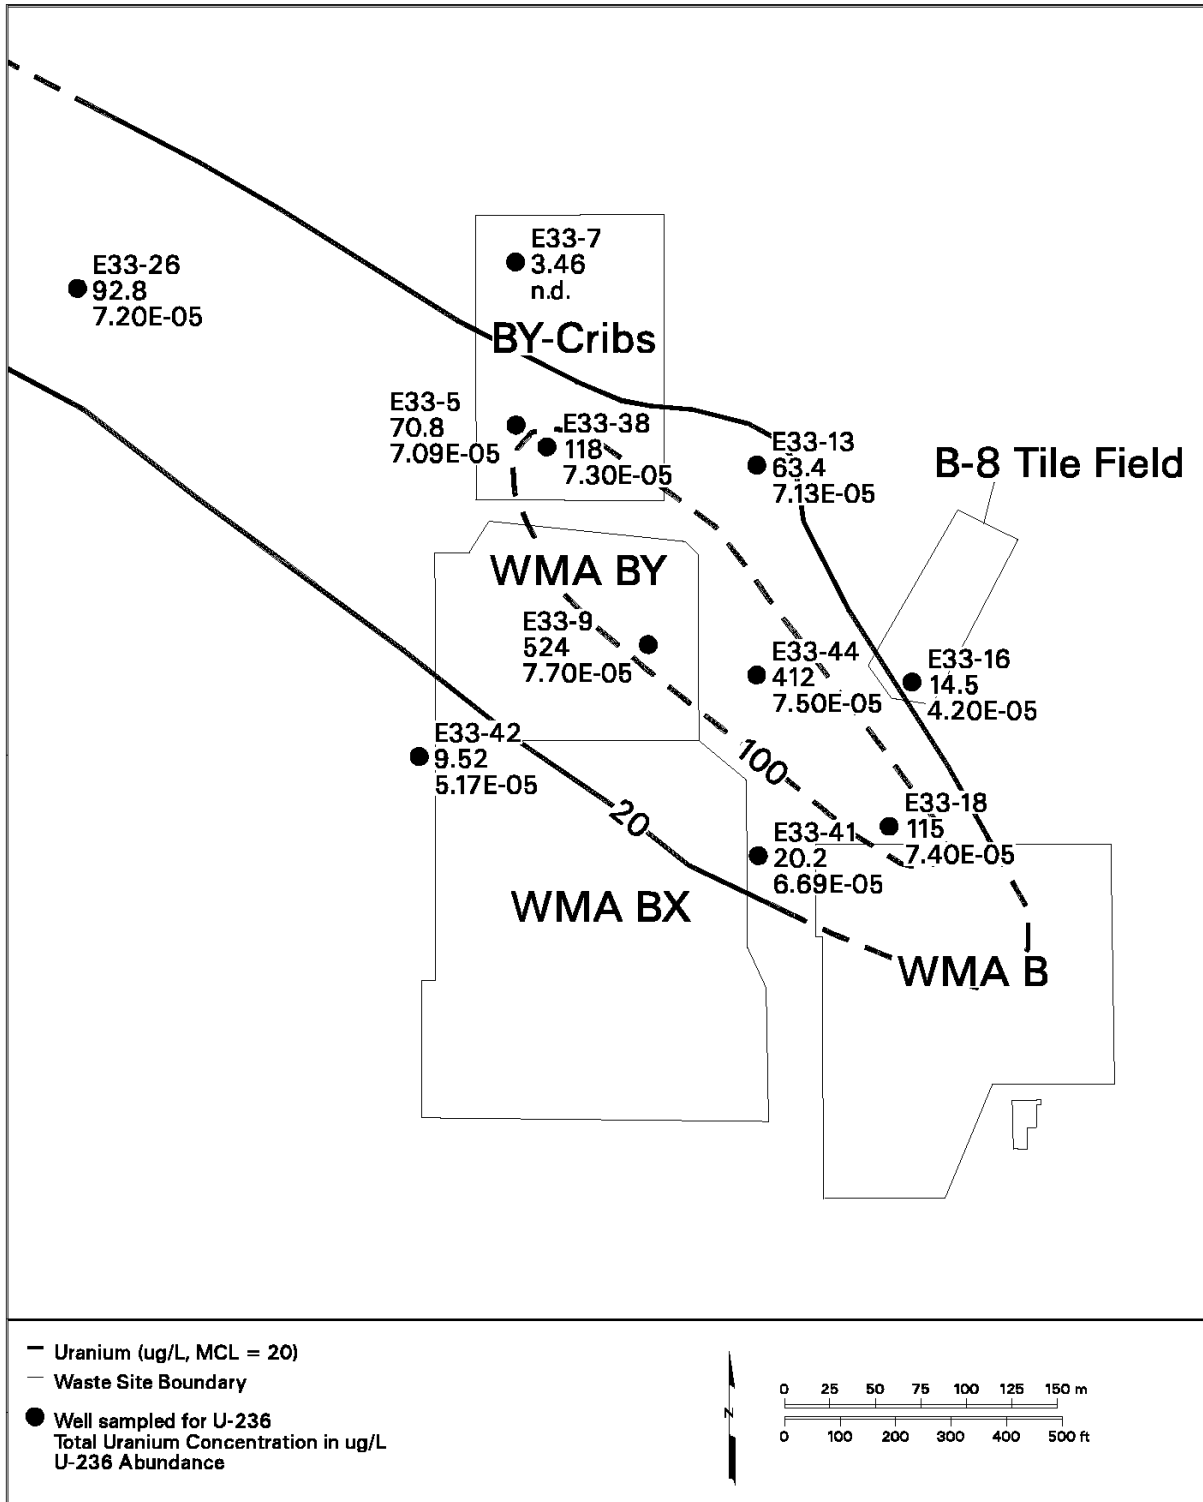 E33-7
3.46
n.d.
E33-26
92.8
7.20E-05
BY-Cribs
E33-5
70.8
7.09E-05
E33-38
118
7.30E-05
E33-13
63.4
7.13E-05
B-8 Tile Field
WMA BY
E33-9
524
7.70E-05
E33-44
412
7.50E-05
E33-16
14.5
4.20E-05
E33-42
9.52
5.17E-05
100
20
E33-41
20.2
6.69E-05
E33-18
115
7.40E-05
WMA BX
WMA B
Uranium (ug/L, MCL = 20)
Waste Site Boundary
Well sampled for U-236
Total Uranium Concentration in ug/L
U-236 Abundance
N
0 25 50 75 100 125 150 m
0 100 200 300 400 500 ft